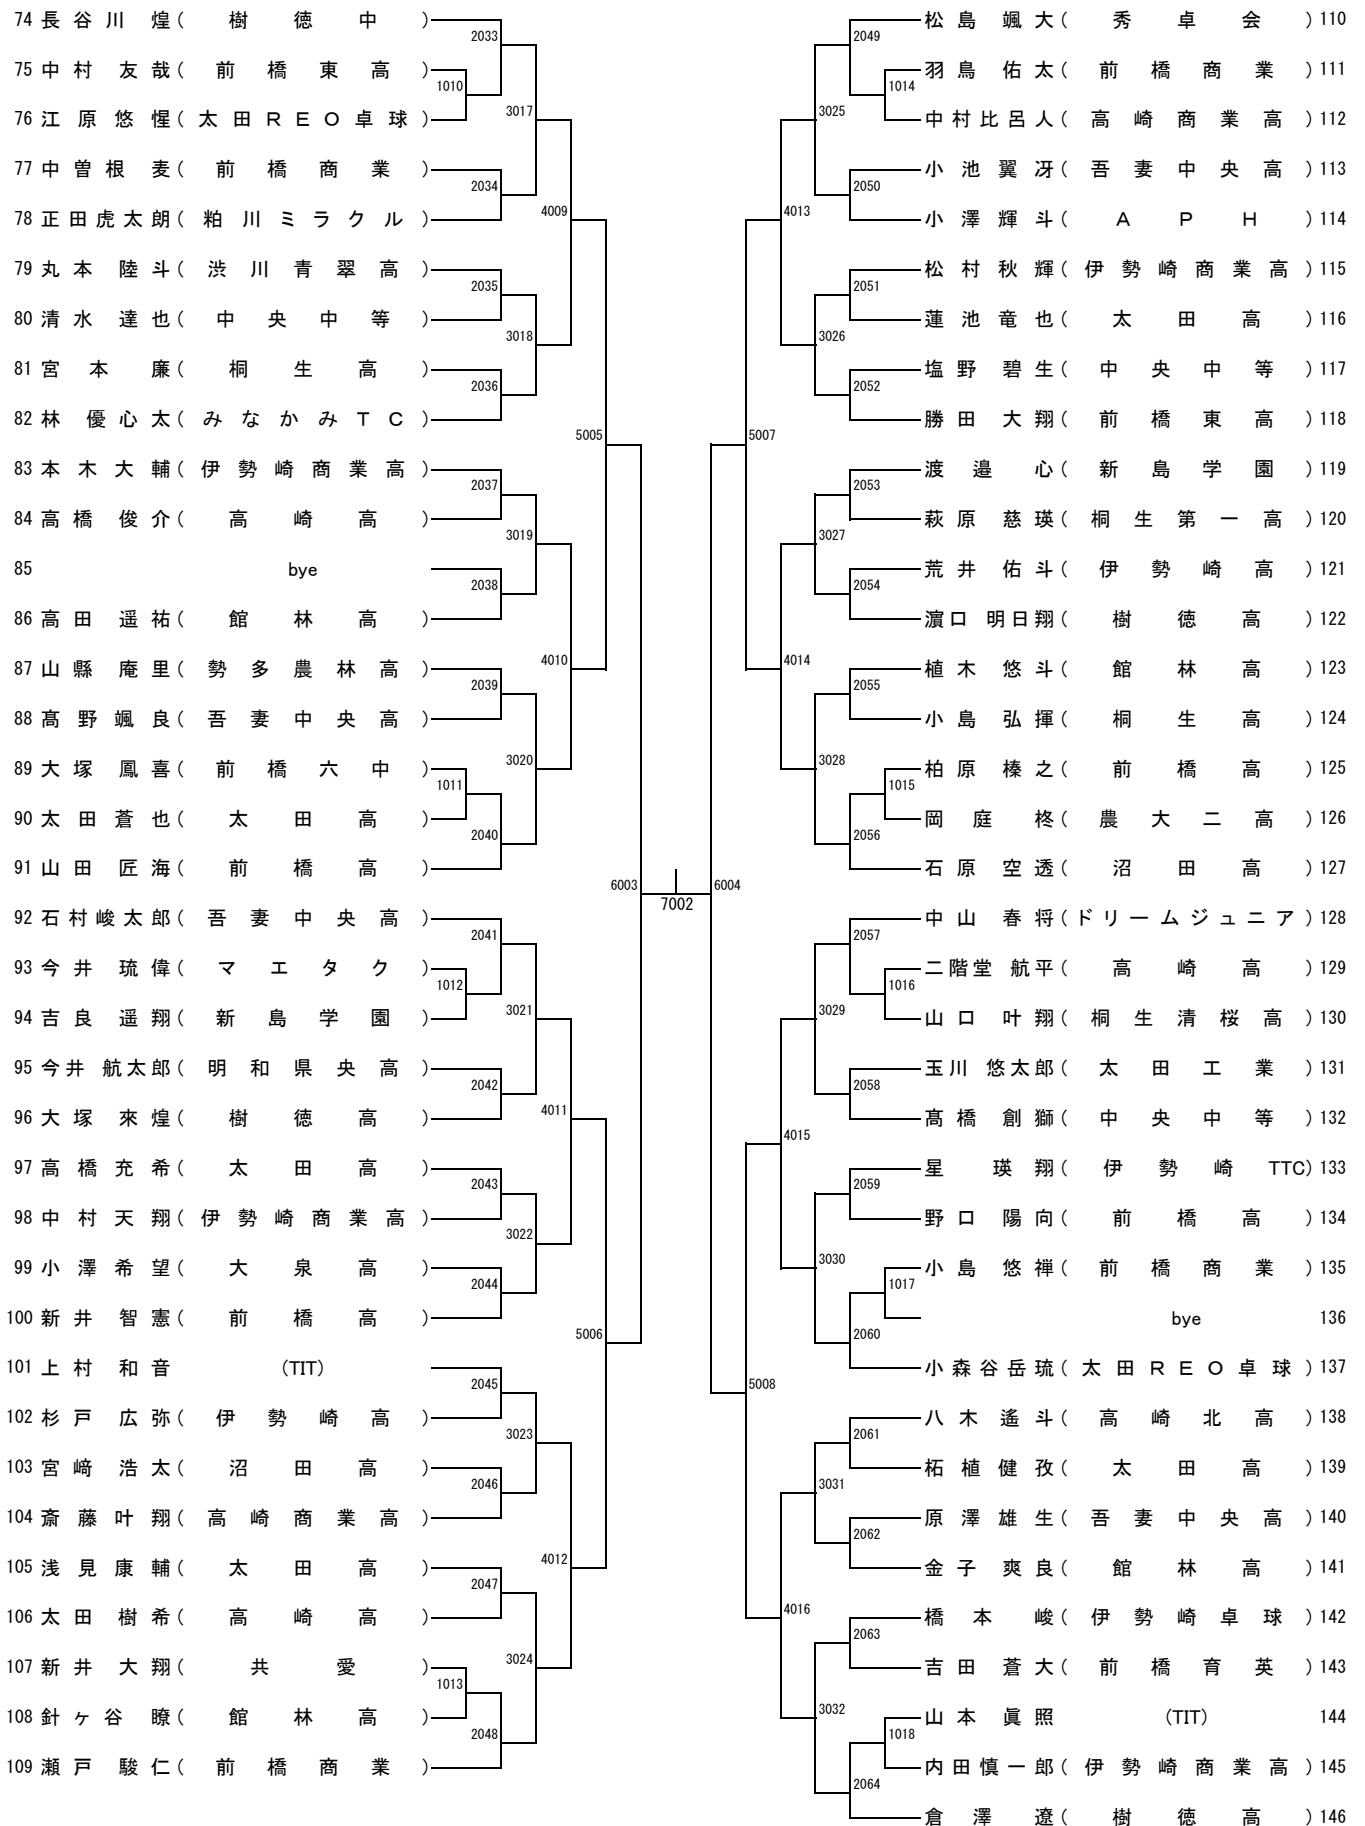 74 長谷川 煌 ( 樹徳中 )
2033
75 中村 友哉 ( 前橋東高 )
1010
76 江原悠惺 ( 太田ＲＥＯ卓球 )
3017
77 中曽根 麦 ( 前橋商業 )
2034
78 正田虎太朗 ( 粕川ミラクル )
4009
79 丸本 陸斗 ( 渋川青翠高 )
2035
80 清水 達也 ( 中央中等 )
3018
81 宮本 廉 ( 桐生高 )
2036
82 林 優心太 ( みなかみＴＣ )
5005
83 本木大輔 ( 伊勢崎商業高 )
2037
84 高橋俊介 ( 高崎高 )
3019
85 bye
2038
86 高田 遥祐 ( 館林高 )
4010
87 山縣庵里 ( 勢多農林高 )
2039
88 髙野颯良 ( 吾妻中央高 )
3020
89 大塚鳳喜 ( 前橋六中 )
1011
90 太田蒼也 ( 太田高 )
2040
91 山田 匠海 ( 前橋高 )
6003
7002
92 石村峻太郎 ( 吾妻中央高 )
2041
93 今井琉偉 ( マエタク )
1012
94 吉良遥翔 ( 新島学園 )
3021
95 今井 航太郎 ( 明和県央高 )
2042
96 大塚來煌 ( 樹徳高 )
4011
97 高橋充希 ( 太田高 )
2043
98 中村天翔 ( 伊勢崎商業高 )
3022
99 小澤希望 ( 大泉高 )
2044
100 新井 智憲 ( 前橋高 )
5006
101 上村 和音 (TIT)
2045
102 杉戸広弥 ( 伊勢崎高 )
3023
103 宮﨑浩太 ( 沼田高 )
2046
104 斎藤叶翔 ( 高崎商業高 )
4012
105 浅見康輔 ( 太田高 )
2047
106 太田樹希 ( 高崎高 )
3024
107 新井大翔 ( 共愛 )
1013
108 針ヶ谷 瞭 ( 館林高 )
2048
109 瀬戸 駿仁 ( 前橋商業 )
松島颯大 ( 秀卓会 ) 110
2049
羽鳥佑太 ( 前橋商業 ) 111
1014
中村比呂人 ( 高崎商業高 ) 112
3025
小池翼冴 ( 吾妻中央高 ) 113
2050
小澤輝斗 ( ＡＰＨ ) 114
4013
松村秋輝 ( 伊勢崎商業高 ) 115
2051
蓮池竜也 ( 太田高 ) 116
3026
塩野碧生 ( 中央中等 ) 117
2052
勝田大翔 ( 前橋東高 ) 118
5007
渡邉 心 ( 新島学園 ) 119
2053
萩原慈瑛 ( 桐生第一高 ) 120
3027
荒井佑斗 ( 伊勢崎高 ) 121
2054
濵口 明日翔 ( 樹徳高 ) 122
4014
植木悠斗 ( 館林高 ) 123
2055
小島弘揮 ( 桐生高 ) 124
3028
柏原榛之 ( 前橋高 ) 125
1015
岡庭 柊 ( 農大二高 ) 126
2056
石原空透 ( 沼田高 ) 127
6004
中山 春将 ( ドリームジュニア ) 128
2057
二階堂 航平 ( 高崎高 ) 129
1016
山口叶翔 ( 桐生清桜高 ) 130
3029
玉川 悠太郎 ( 太田工業 ) 131
2058
髙橋創獅 ( 中央中等 ) 132
4015
星 瑛翔 ( 伊勢崎TTC) 133
2059
野口陽向 ( 前橋高 ) 134
3030
小島悠禅 ( 前橋商業 ) 135
1017
bye 136
2060
小森谷岳琉 ( 太田ＲＥＯ卓球 ) 137
5008
八木遙斗 ( 高崎北高 ) 138
2061
柘植健孜 ( 太田高 ) 139
3031
原澤雄生 ( 吾妻中央高 ) 140
2062
金子爽良 ( 館林高 ) 141
4016
橋本 峻 ( 伊勢崎卓球 ) 142
2063
吉田蒼大 ( 前橋育英 ) 143
3032
山本眞照 (TIT) 144
1018
内田慎一郎 ( 伊勢崎商業高 ) 145
2064
倉澤 遼 ( 樹徳高 ) 146